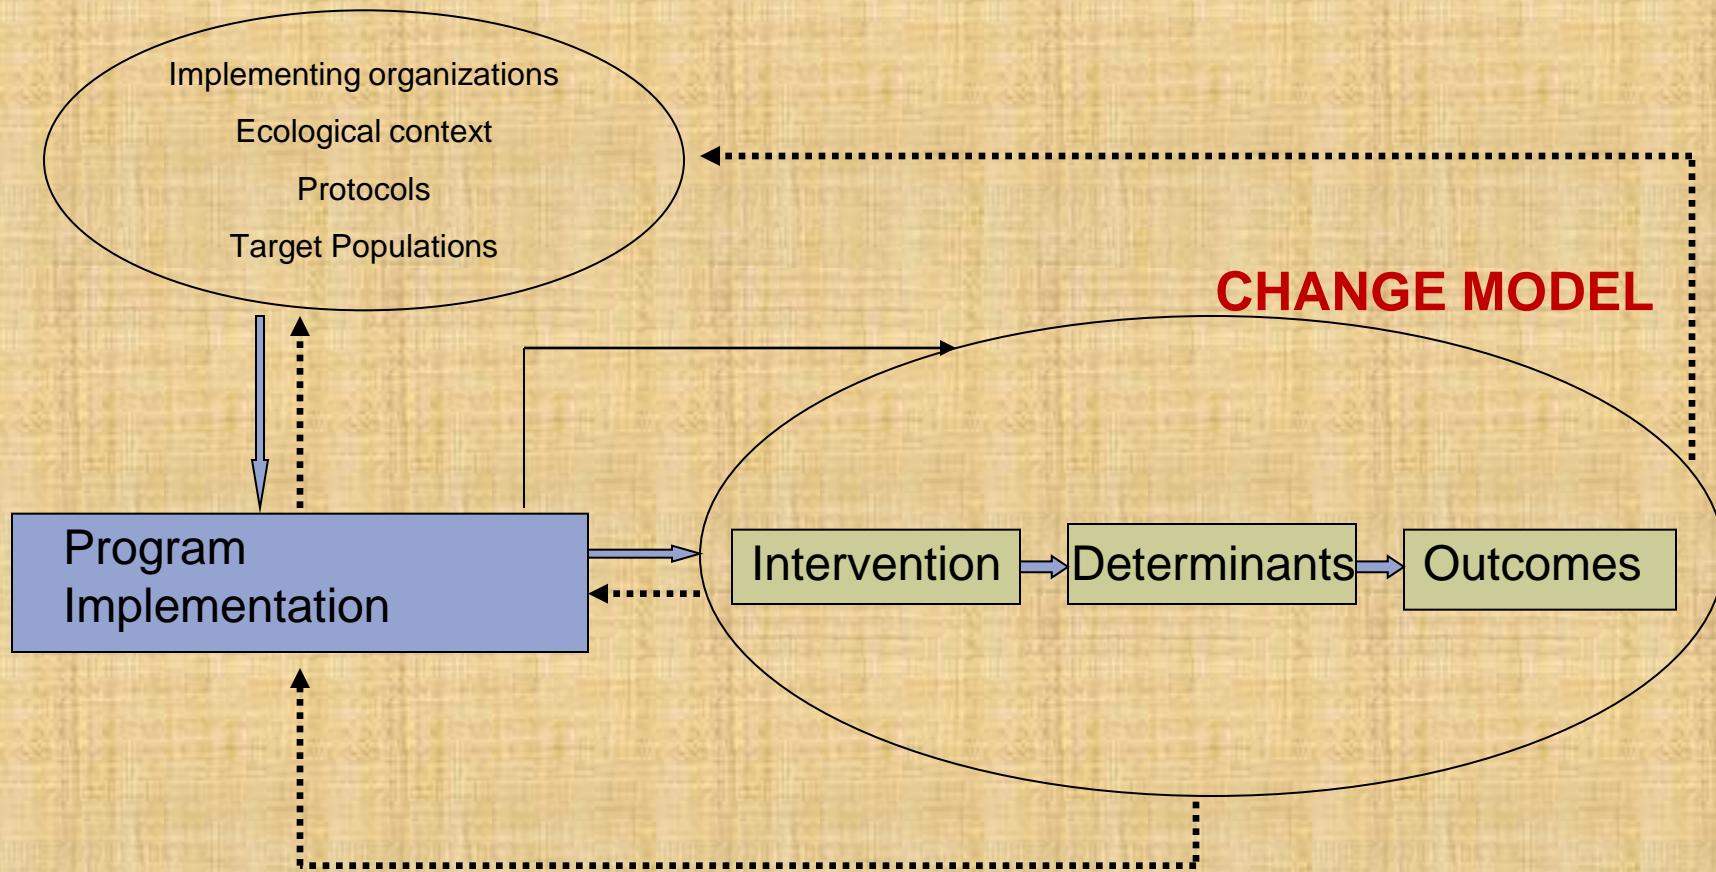 Implementing organizations
Ecological context
Protocols
Target Populations
CHANGE MODEL
Program
Implementation
Intervention
Determinants
Outcomes